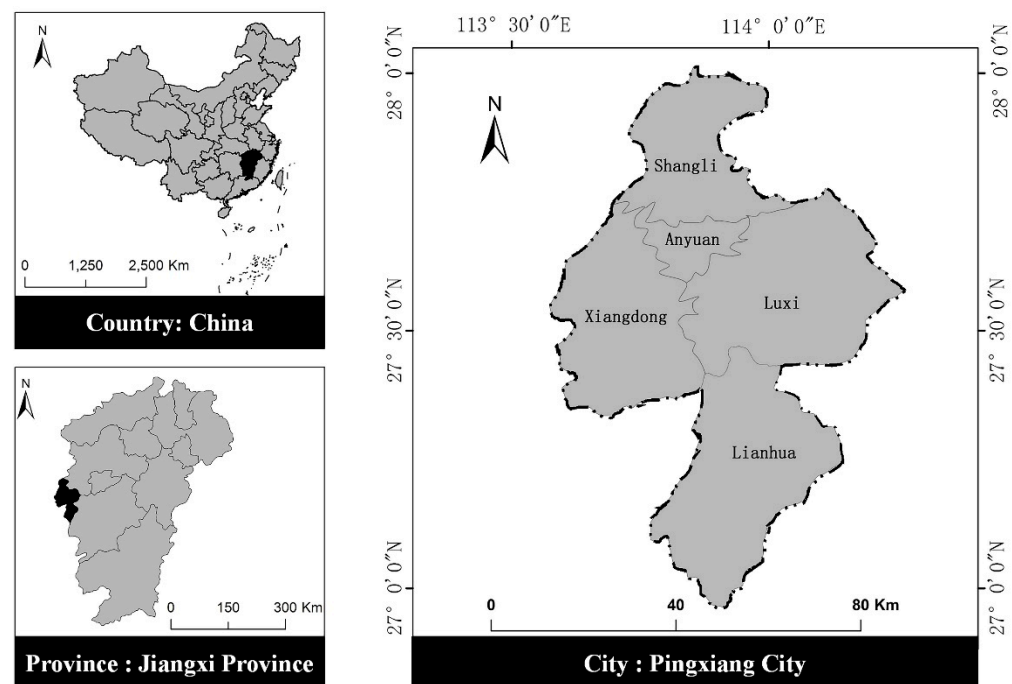 N
0 1,250 2,500 Km
Country: China
N
0 150 300 Km
Province : Jiangxi Province
113° 30′0″E 114° 0′0″E
28° 0′0″N 28° 0′0″N
N
Shangli
Anyuan
Xiangdong Luxi
27° 30′0″N 27° 30′0″N
Lianhua
27° 0′0″N 27° 0′0″N
0 40 80 Km
City : Pingxiang City